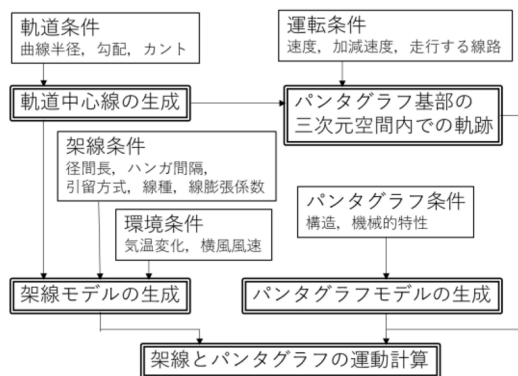 軌道条件
曲線半径, 勾配, カント
運転条件
速度, 加減速度, 走行する線路
軌道中心線の生成
パンタグラフ基部の
三次元空間内での軌跡
架線条件
径間長, ハンガ間隔,
引留方式, 線種, 線膨張係数
環境条件
気温変化, 横風風速
パンタグラフ条件
構造, 機械的特性
架線モデルの生成
パンタグラフモデルの生成
架線とパンタグラフの運動計算